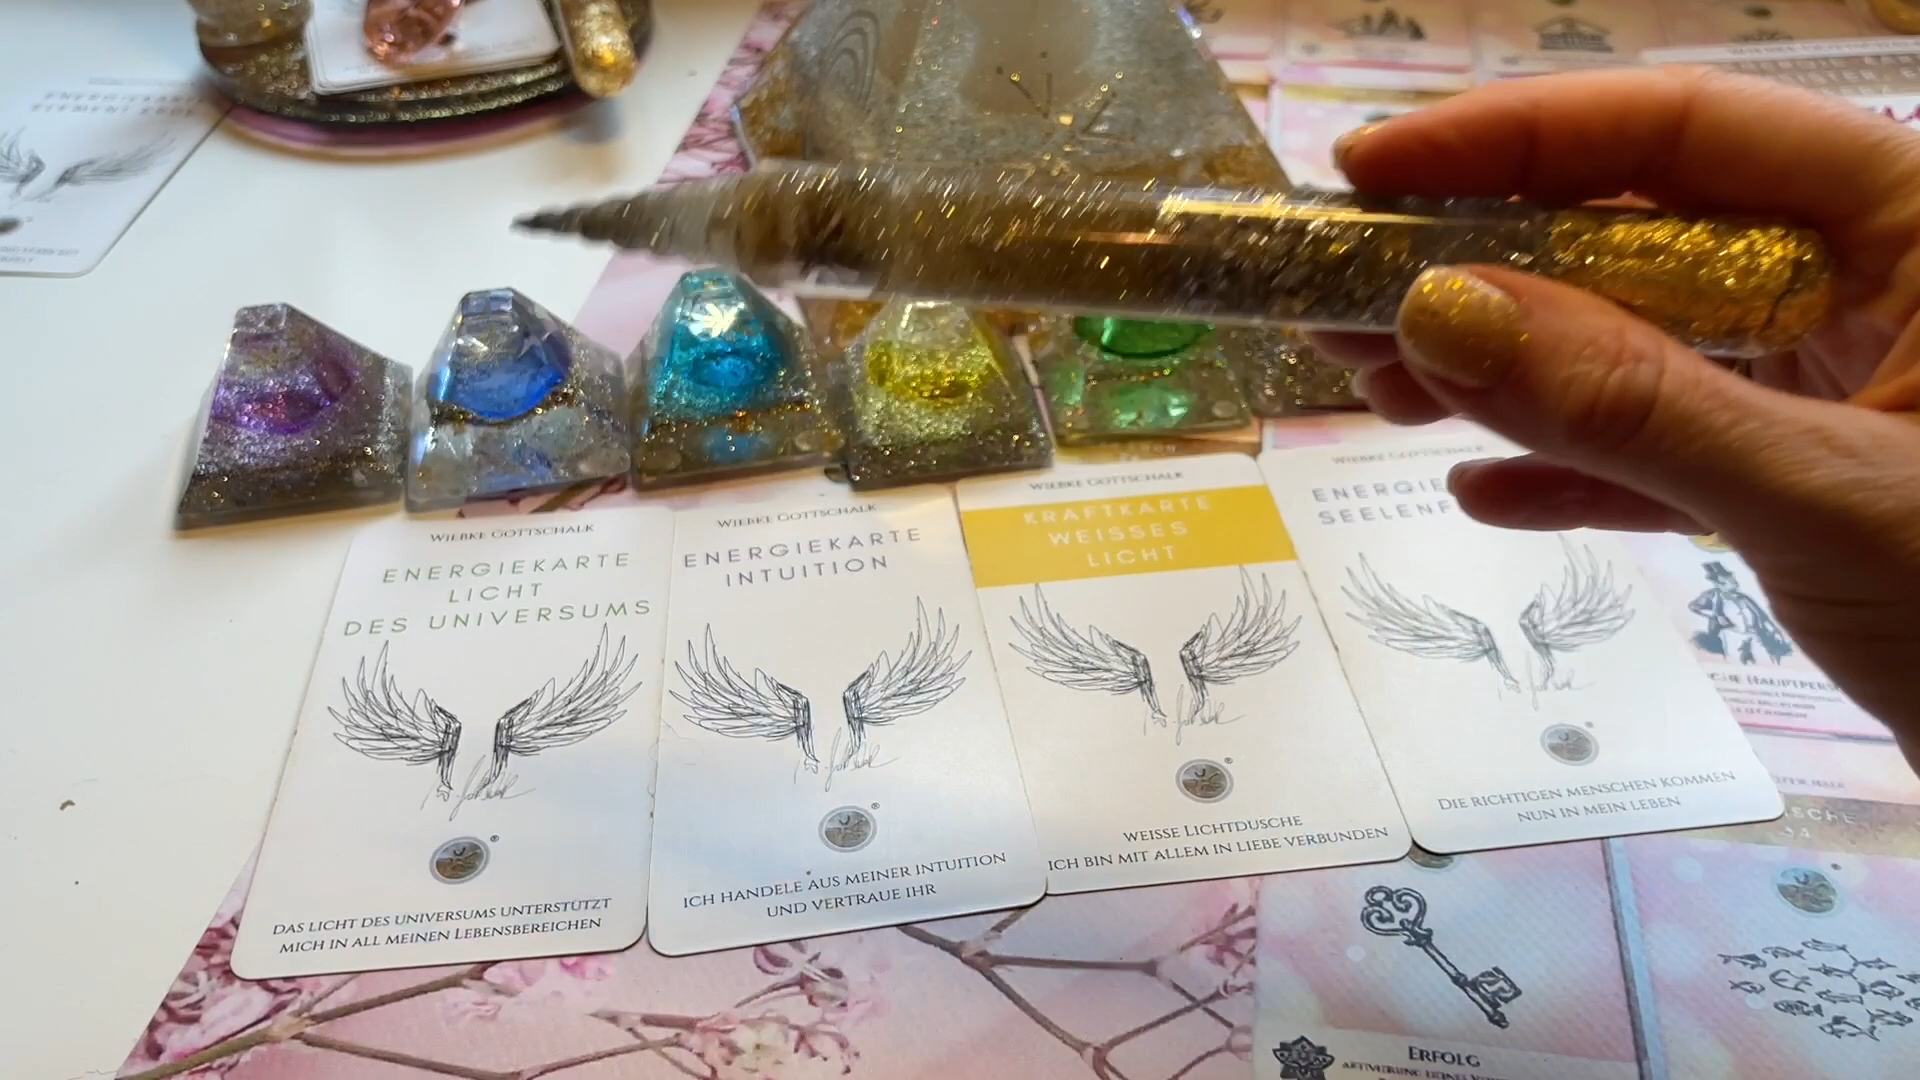 WIEBKE GOTTSCHALK
ENERGIEKARTE
LICHT
DES UNIVERSUMS
DAS LICHT DES UNIVERSUMS UNTERSTÜTZT
MICH IN ALL MEINEN LEBENSBEREICHEN
WIEBKE GOTTSCHALK
ENERGIEKARTE
INTUITION
®
ICH HANDELE AUS MEINER INTUITION
UND VERTRAUE IHR
WIEBKE GOTTSCHALK
KRAFTKARTE
WEISSES
LICHT
®
WEISSE LICHTDUSCHE
ICH BIN MIT ALLEM IN LIEBE VERBUNDEN
WIEBKE GOTTSCHALK
ENERGIE
SEELENF
®
DIE RICHTIGEN MENSCHEN KOMMEN
NUN IN MEIN LEBEN
ERFOLG